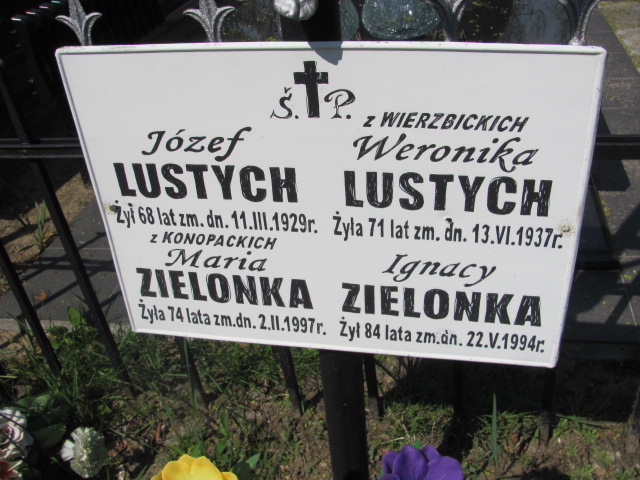 Ś. P.
Józef
LUSTYCH
Żył 68 lat zm. dn. 11.III.1929r.
z WIERZBICKICH
Weronika
LUSTYCH
Żyła 71 lat zm. dn. 13.VI.1937r.
z KONOPACKICH
Maria
ZIELONKA
Żyła 74 lata zm.dn. 2.II.1997r.
Ignacy
ZIELONKA
Żył 84 lata zm.dn. 22.V.1994r.